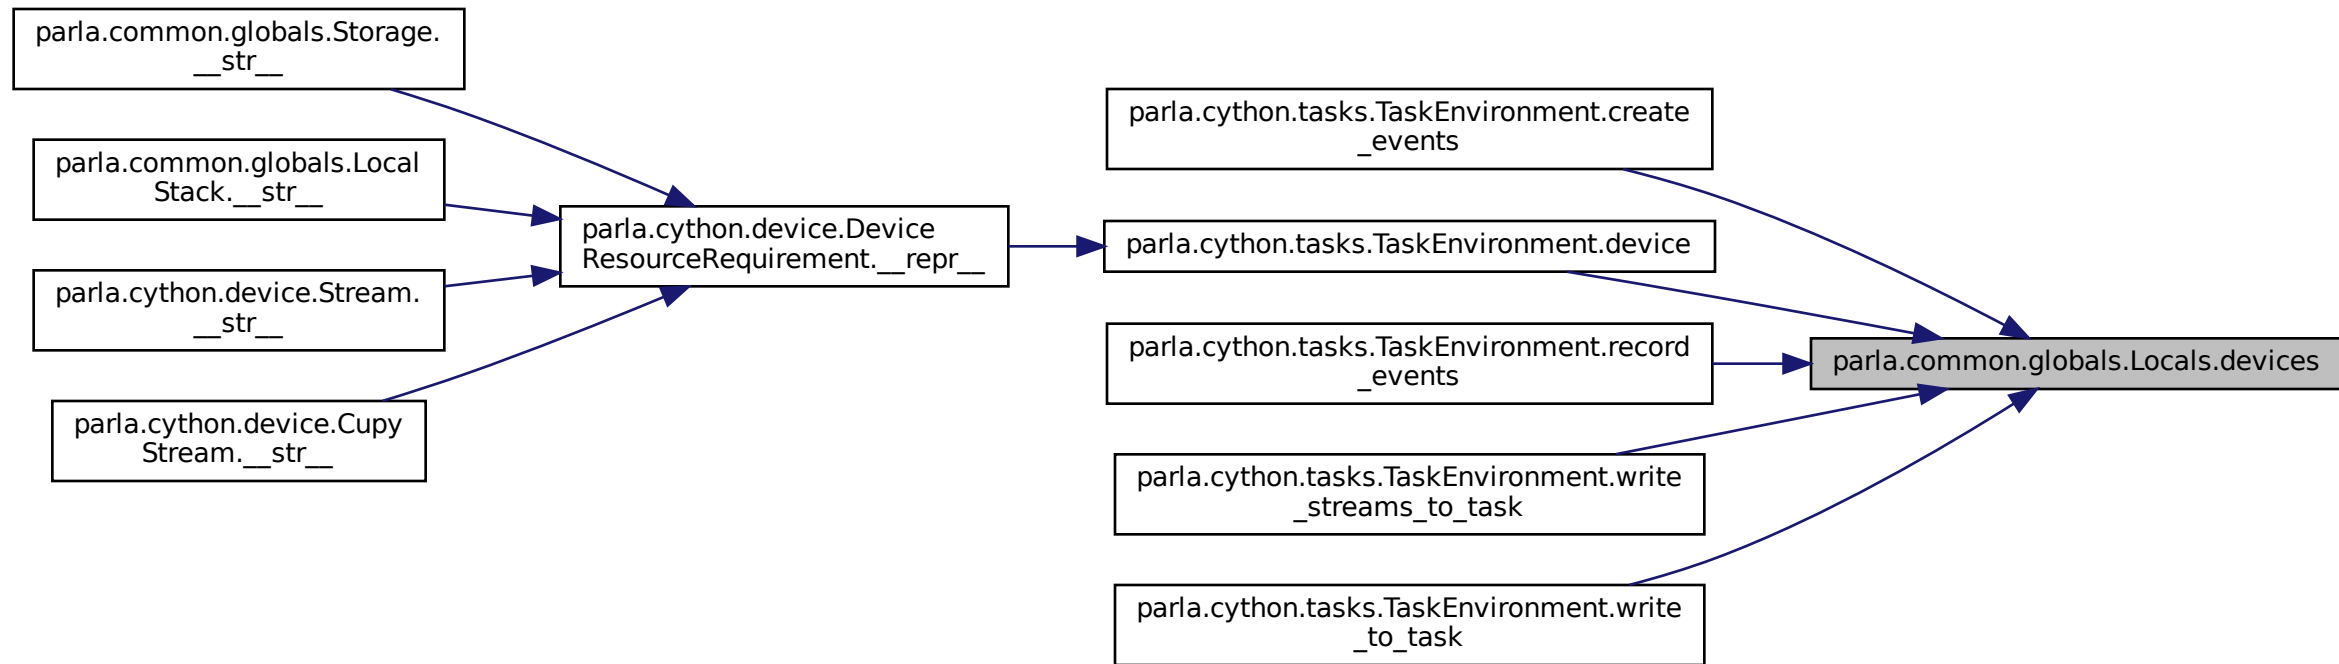 parla.common.globals.Storage.
__str__
parla.common.globals.Local
Stack.__str__
parla.cython.device.Stream.
__str__
parla.cython.device.Cupy
Stream.__str__
parla.cython.device.Device
ResourceRequirement.__repr__
parla.cython.tasks.TaskEnvironment.create
_events
parla.cython.tasks.TaskEnvironment.device
parla.cython.tasks.TaskEnvironment.record
_events
parla.cython.tasks.TaskEnvironment.write
_streams_to_task
parla.cython.tasks.TaskEnvironment.write
_to_task
parla.common.globals.Locals.devices